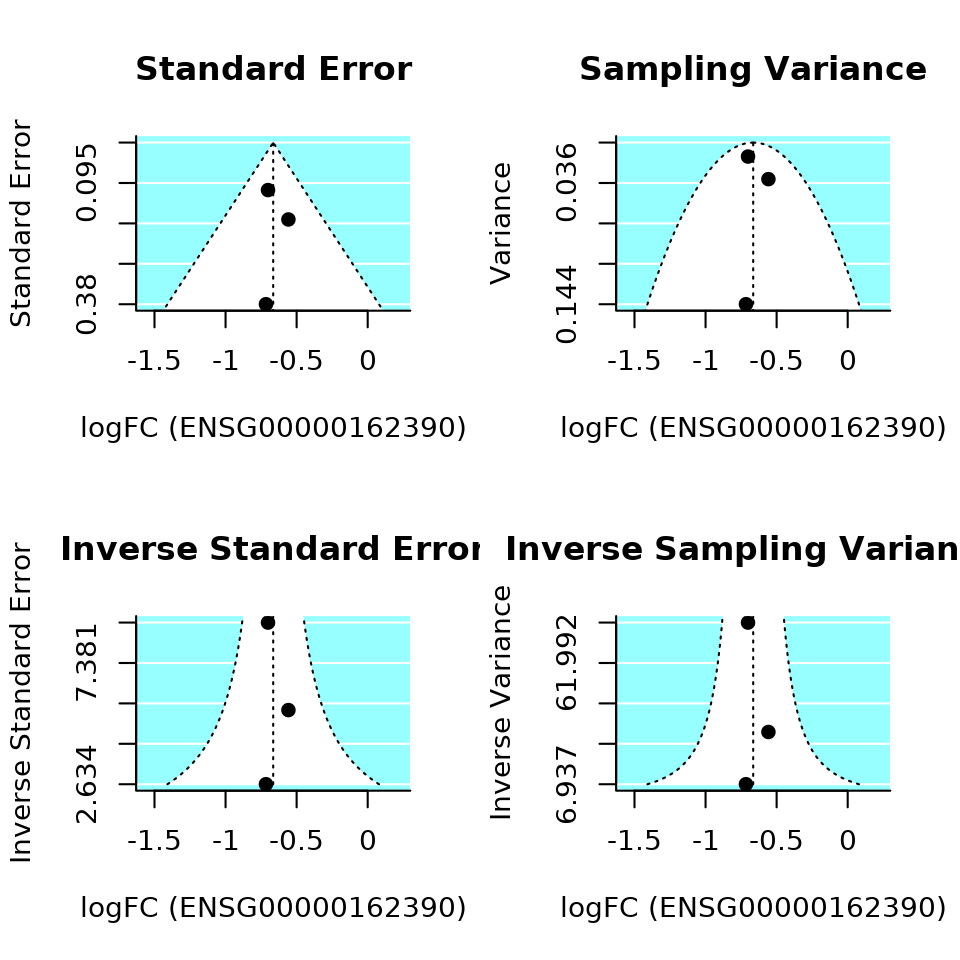 Standard Error
Standard Error
0.095
0.38
-1.5 -1 -0.5 0
logFC (ENSG00000162390)
Sampling Variance
Variance
0.036
0.144
-1.5 -1 -0.5 0
logFC (ENSG00000162390)
Inverse Standard Error
Inverse Standard Error
7.381
2.634
-1.5 -1 -0.5 0
logFC (ENSG00000162390)
Inverse Sampling Varian
Inverse Variance
61.992
6.937
-1.5 -1 -0.5 0
logFC (ENSG00000162390)